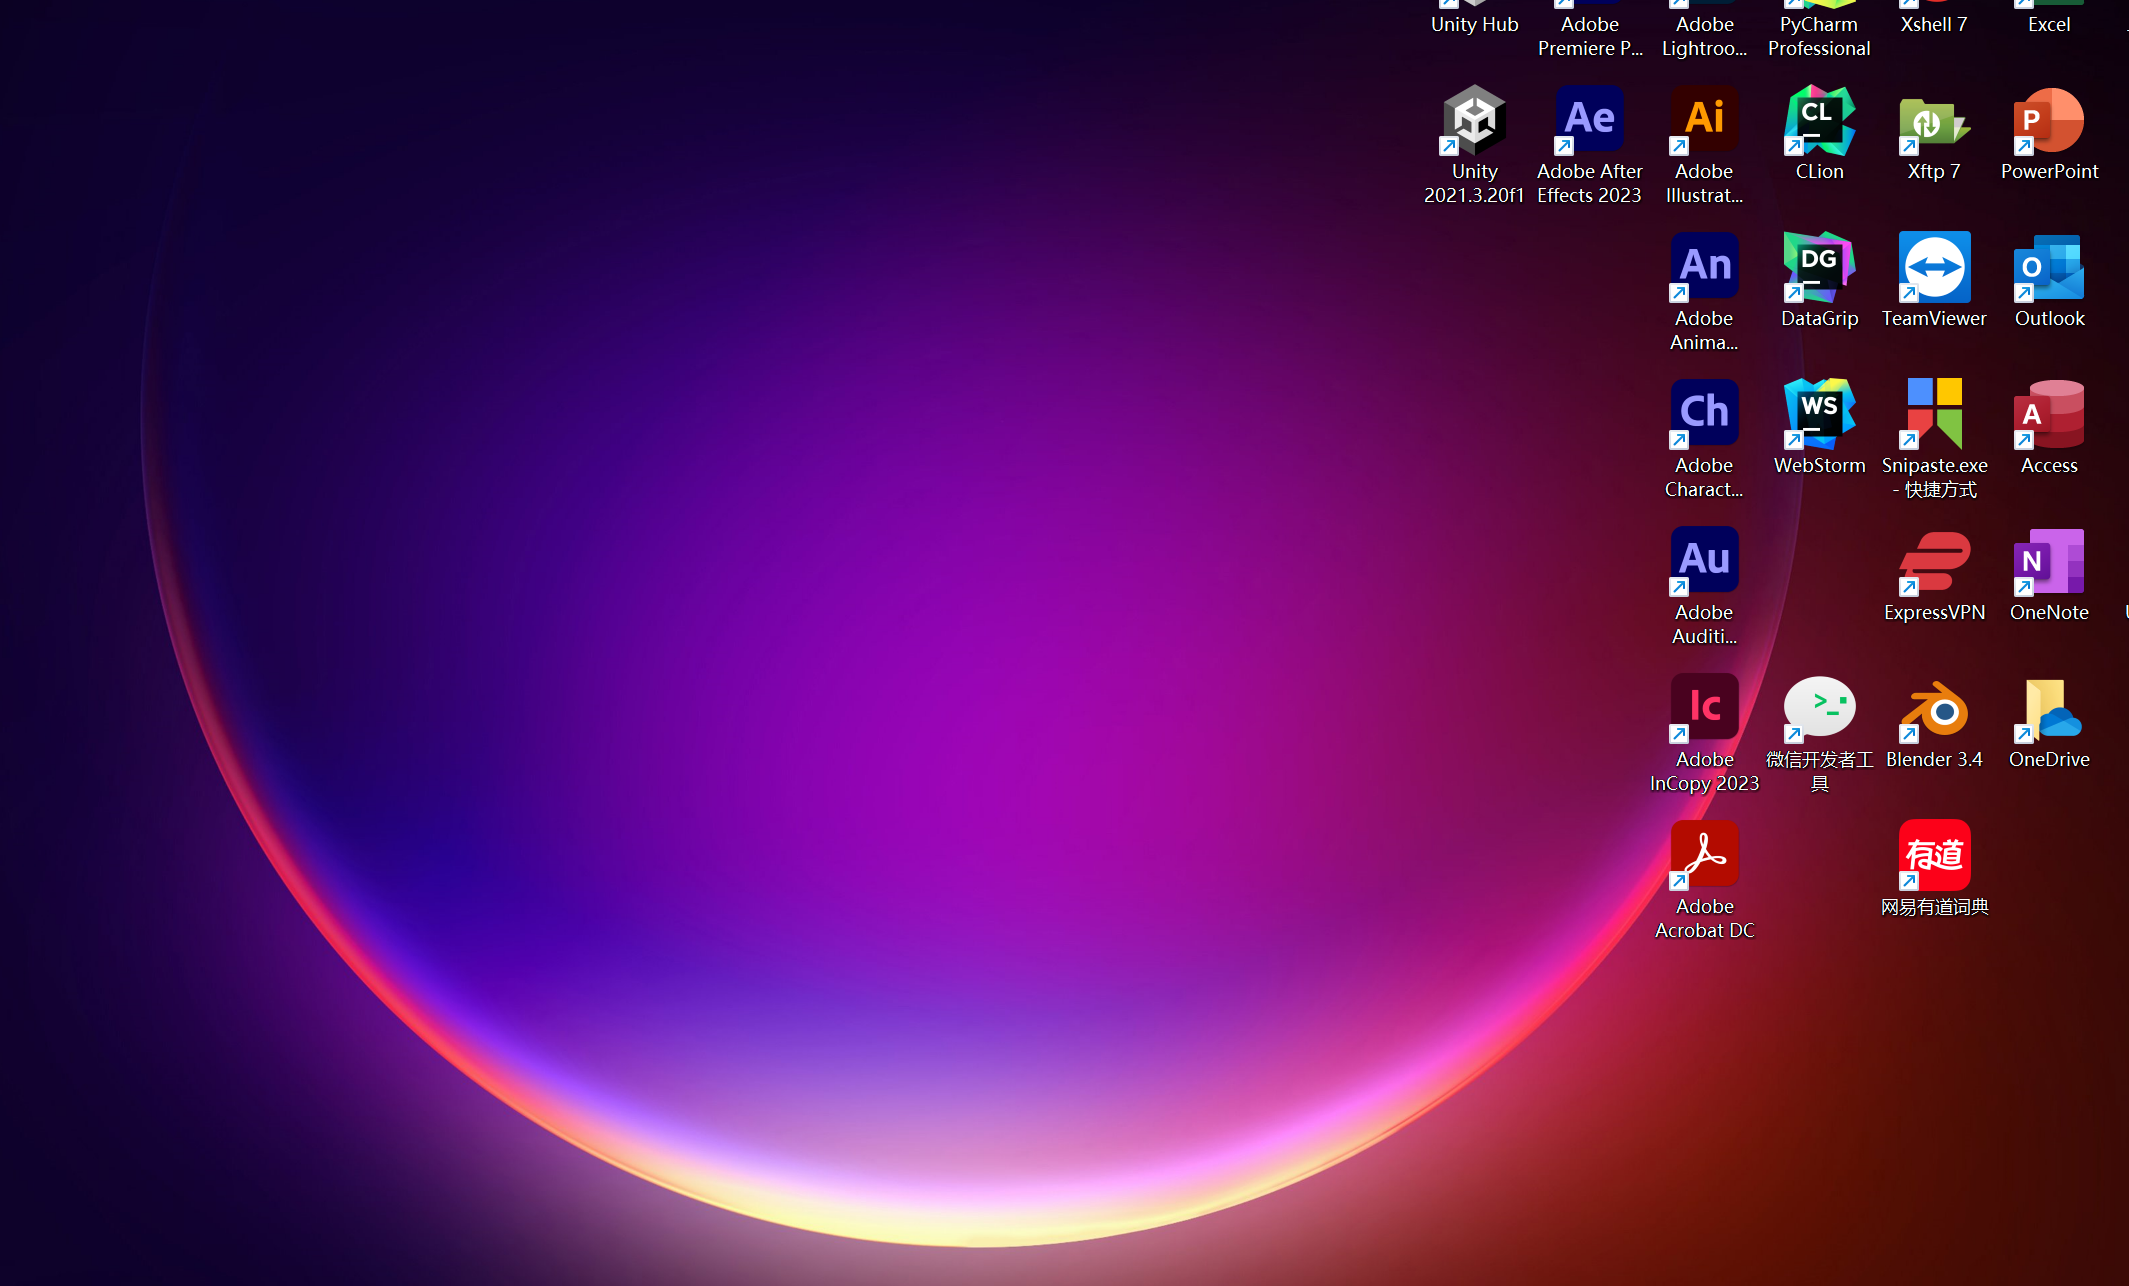 Unity Hub
Adobe
Premiere P...
Adobe
Lightroo...
PyCharm
Professional
Xshell 7
Excel
Unity
2021.3.20f1
Ae
Adobe After
Effects 2023
Ai
Adobe
Illustrat...
CL
CLion
Xftp 7
P
PowerPoint
An
Adobe
Anima...
DG
DataGrip
TeamViewer
O
Outlook
Ch
Adobe
Charact...
WS
WebStorm
Snipaste.exe
- 快捷方式
A
Access
Au
Adobe
Auditi...
ExpressVPN
N
OneNote
Ic
Adobe
InCopy 2023
>_
微信开发者工
具
Blender 3.4
OneDrive
Adobe
Acrobat DC
有道
网易有道词典